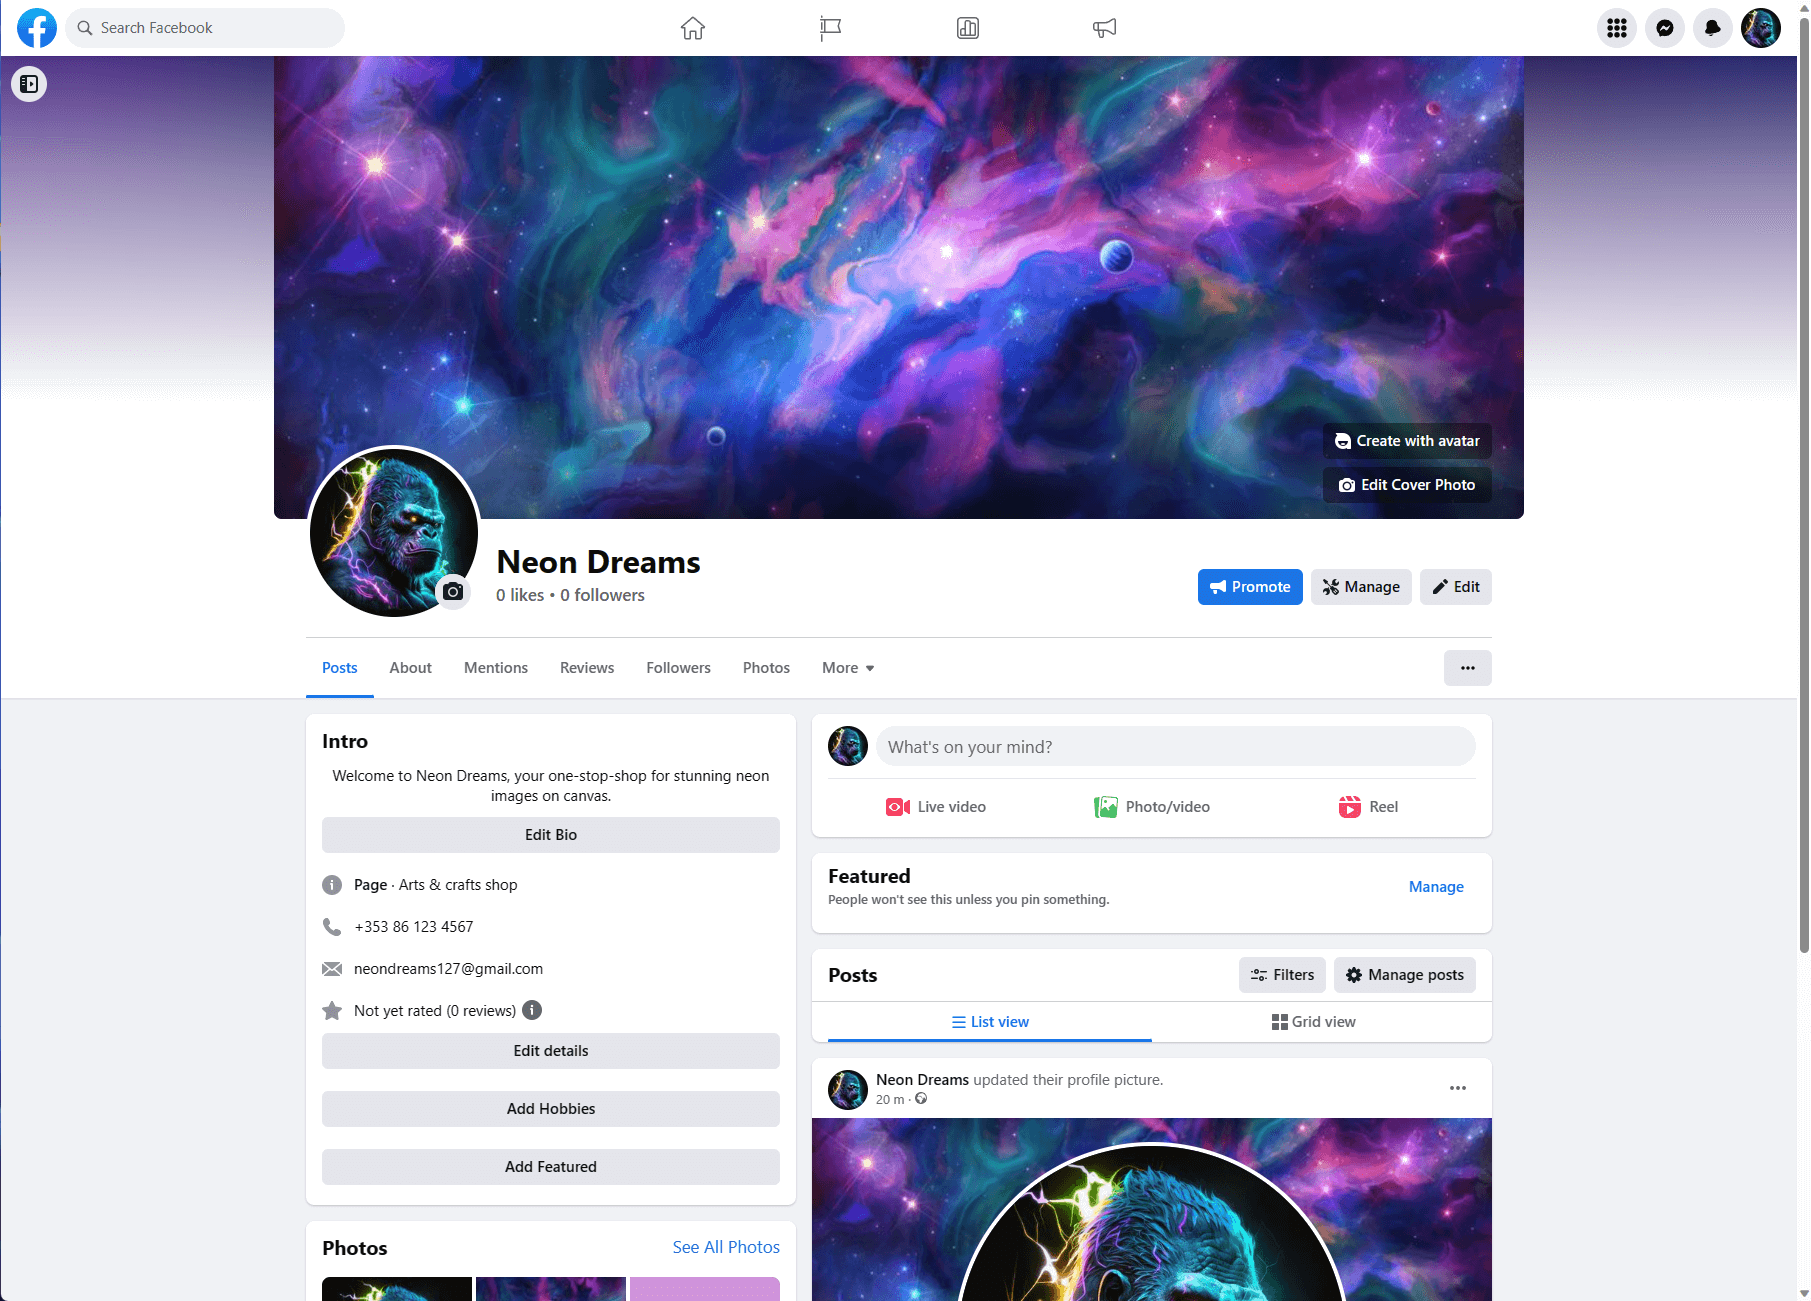 Search Facebook
Create with avatar
Edit Cover Photo
Neon Dreams
0 likes • 0 followers
Promote
Manage
Edit
Posts
About
Mentions
Reviews
Followers
Photos
More
Intro
Welcome to Neon Dreams, your one-stop-shop for stunning neon
images on canvas.
Edit Bio
Page · Arts & crafts shop
+353 86 123 4567
neondreams127@gmail.com
Not yet rated (0 reviews)
Edit details
Add Hobbies
Add Featured
Photos
See All Photos
What's on your mind?
Live video
Photo/video
Reel
Featured
People won't see this unless you pin something.
Manage
Posts
Filters
Manage posts
List view
Grid view
Neon Dreams updated their profile picture.
20 m ·